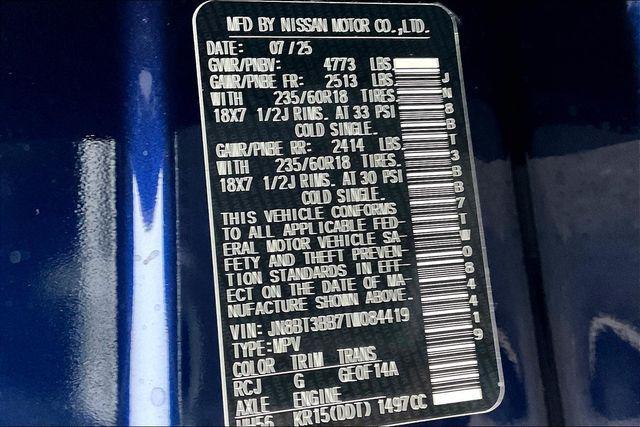 MFD BY NISSAN MOTOR CO.,LTD.
DATE: 07/25
GVWR/PNBV: 4773 LBS
GAWR/PNBE FR: 2513 LBS
WITH 235/60R18 TIRES.
18X7 1/2J RIMS. AT 33 PSI
COLD SINGLE.
GAWR/PNBE RR: 2414 LBS
WITH 235/60R18 TIRES.
18X7 1/2J RIMS. AT 30 PSI
COLD SINGLE.
THIS VEHICLE CONFORMS
TO ALL APPLICABLE FED-
ERAL MOTOR VEHICLE SA-
FETY AND THEFT PREVEN-
TION STANDARDS IN EFF-
ECT ON THE DATE OF MA-
NUFACTURE SHOWN ABOVE.
VIN: JN8BT3BB7TW084419
TYPE:MPV
COLOR TRIM TRANS
RCJ G GE0F14A
AXLE ENGINE
KR15(DDT) 1497CC
JN8BT3BB7TW084419